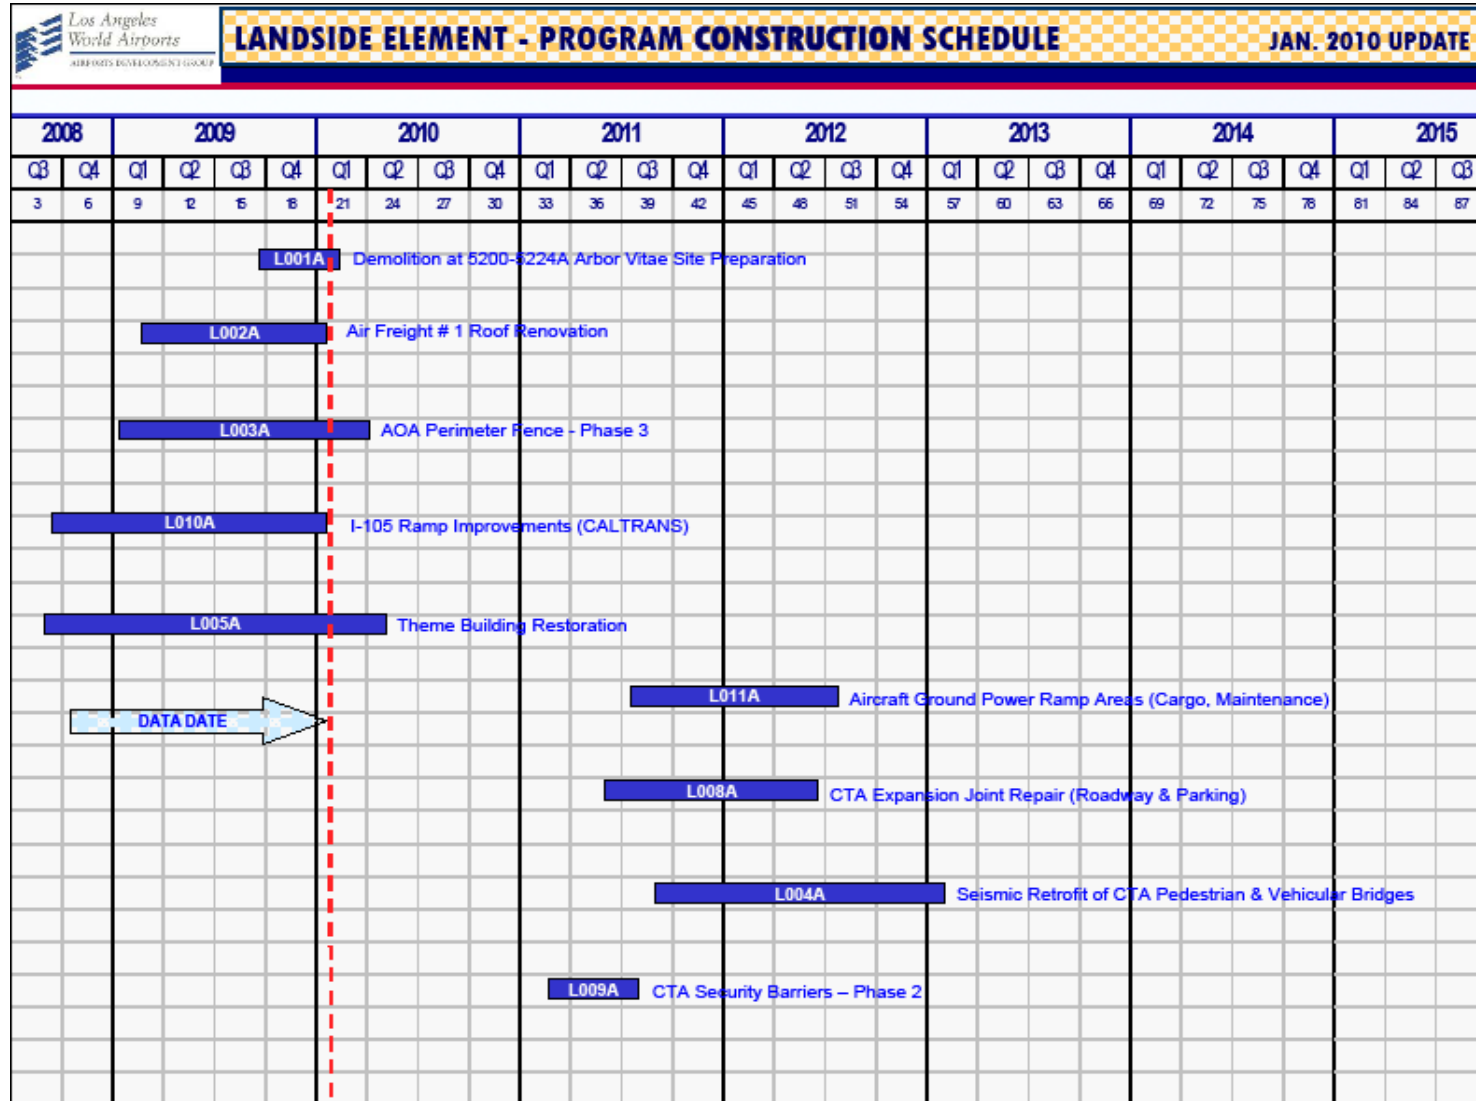 Los Angeles
World Airports
AIRPORTS DEVELOPMENT GROUP
LANDSIDE ELEMENT - PROGRAM CONSTRUCTION SCHEDULE
JAN. 2010 UPDATE
2008 2009 2010 2011 2012 2013 2014 2015
Q3 Q4 Q1 Q2 Q3 Q4 Q1 Q2 Q3 Q4 Q1 Q2 Q3 Q4 Q1 Q2 Q3 Q4 Q1 Q2 Q3 Q4 Q1 Q2 Q3 Q4 Q1 Q2 Q3
3 6 9 12 15 18 21 24 27 30 33 36 39 42 45 48 51 54 57 60 63 66 69 72 75 78 81 84 87
L001A Demolition at 5200-5224A Arbor Vitae Site Preparation
L002A Air Freight # 1 Roof Renovation
L003A AOA Perimeter Fence - Phase 3
L010A I-105 Ramp Improvements (CALTRANS)
L005A Theme Building Restoration
L011A Aircraft Ground Power Ramp Areas (Cargo, Maintenance)
DATA DATE
L008A CTA Expansion Joint Repair (Roadway & Parking)
L004A Seismic Retrofit of CTA Pedestrian & Vehicular Bridges
L009A CTA Security Barriers – Phase 2